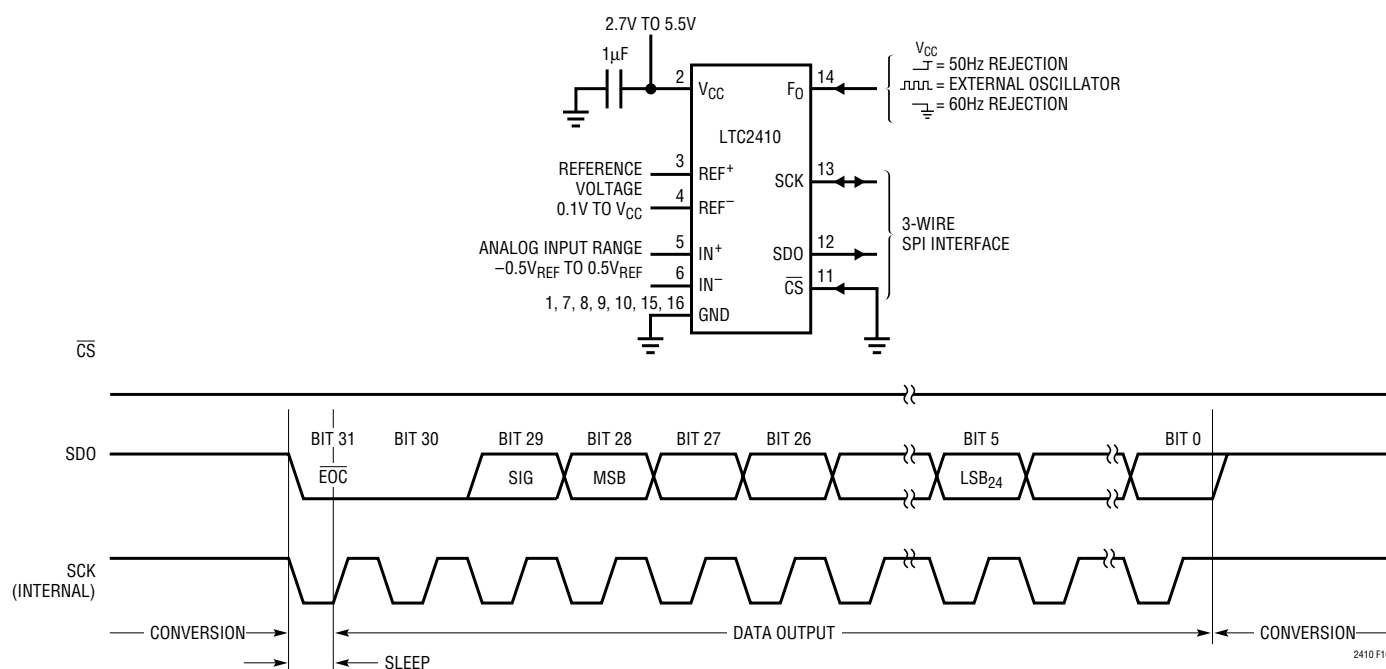 2.7V TO 5.5V
1µF
VCC
= 50Hz REJECTION
= EXTERNAL OSCILLATOR
= 60Hz REJECTION
2 VCC FO 14
LTC2410
REFERENCE VOLTAGE 0.1V TO VCC
3 REF+ SCK 13
4 REF−
3-WIRE SPI INTERFACE
ANALOG INPUT RANGE −0.5VREF TO 0.5VREF
5 IN+ SDO 12
6 IN− CS 11
1, 7, 8, 9, 10, 15, 16 GND
CS
BIT 31 BIT 30 BIT 29 BIT 28 BIT 27 BIT 26 BIT 5 BIT 0
SDO
EOC SIG MSB LSB24
SCK
(INTERNAL)
CONVERSION DATA OUTPUT CONVERSION
SLEEP